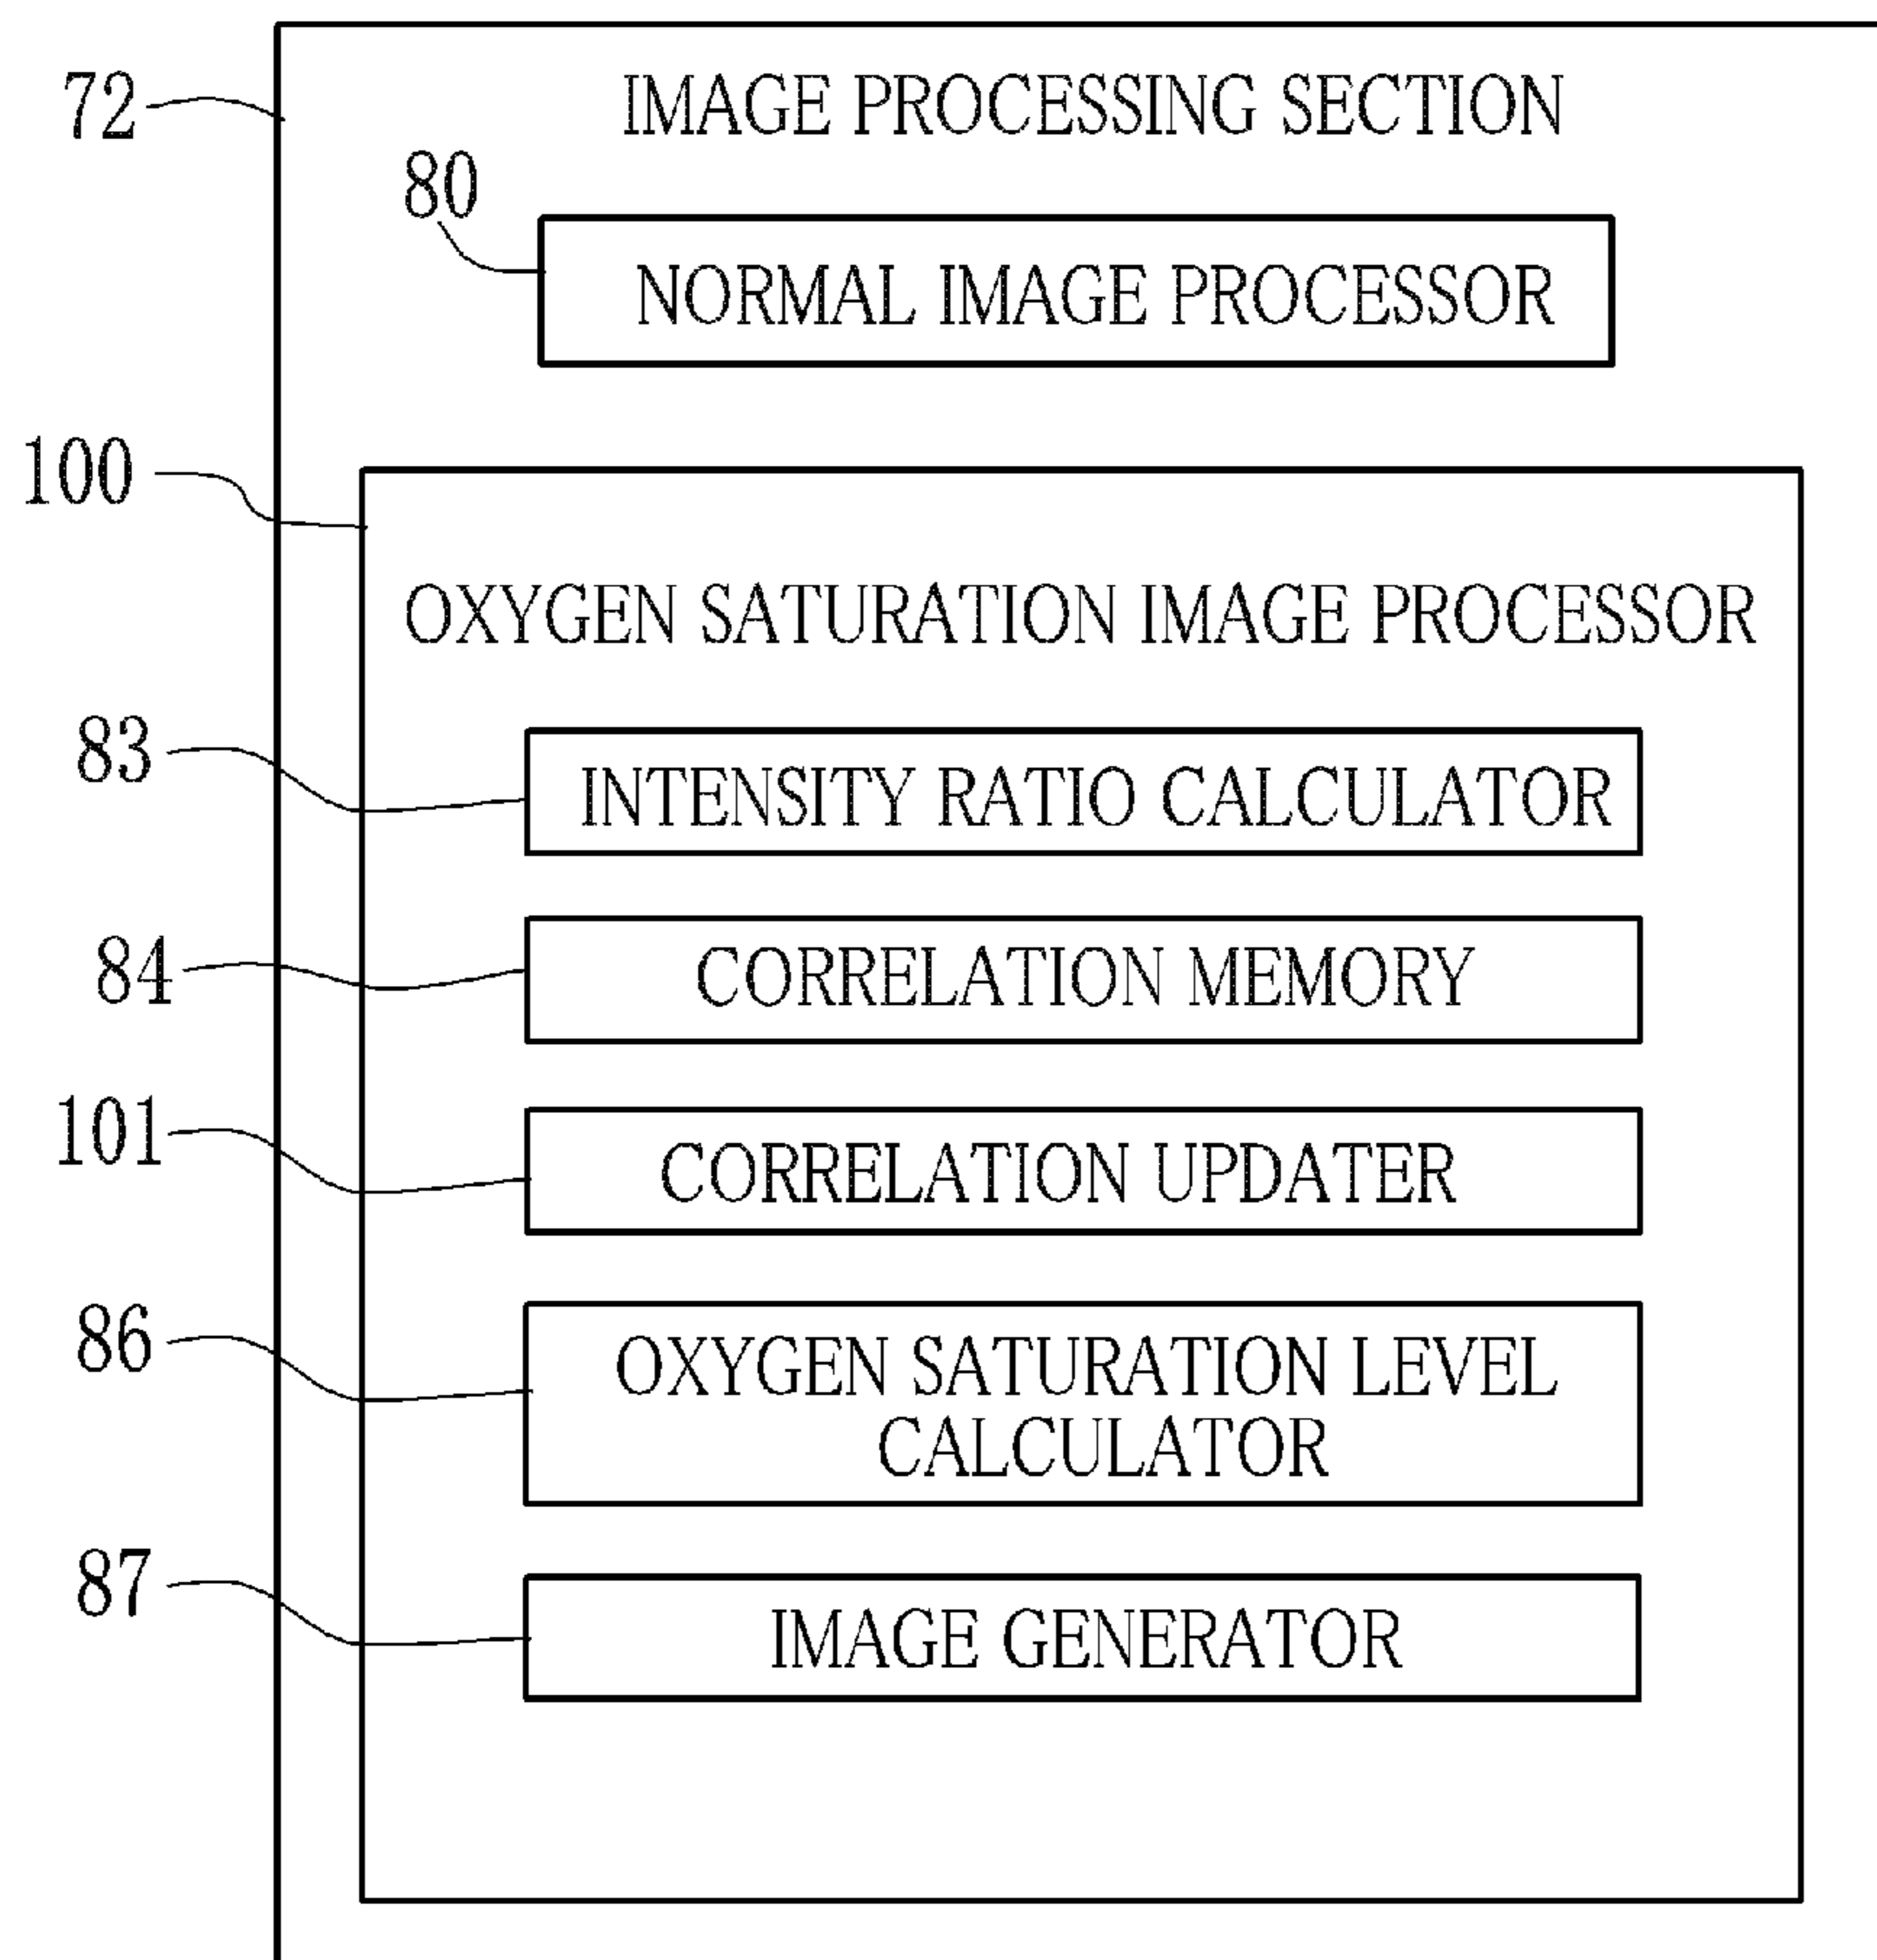 72
IMAGE PROCESSING SECTION
80
NORMAL IMAGE PROCESSOR
100
OXYGEN SATURATION IMAGE PROCESSOR
83
INTENSITY RATIO CALCULATOR
84
CORRELATION MEMORY
101
CORRELATION UPDATER
86
OXYGEN SATURATION LEVEL
CALCULATOR
87
IMAGE GENERATOR